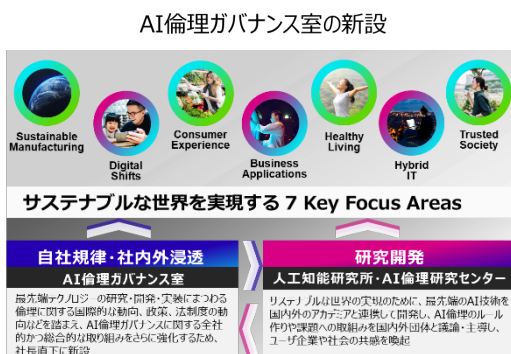 AI倫理ガバナンス室の新設
Sustainable
Manufacturing
Digital
Shifts
Consumer
Experience
Business
Applications
Healthy
Living
Hybrid
IT
Trusted
Society
サステナブルな世界を実現する 7 Key Focus Areas
自社規律・社内外浸透
AI倫理ガバナンス室
最先端テクノロジーの研究・開発・実装にまつわる
倫理に関する国際的な動向、政策、法制度の動
向などを踏まえ、AI倫理ガバナンスに関する全社
的かつ総合的な取り組みをさらに強化するため、
社長直下に新設
研究開発
人工知能研究所・AI倫理研究センター
サステナブルな世界の実現のために、最先端のAI技術を
国内外のアカデミアと連携して開発し、AI倫理のルール
作りや課題への取組みを国内外団体と議論・主導し、
ユーザ企業や社会の共感を喚起